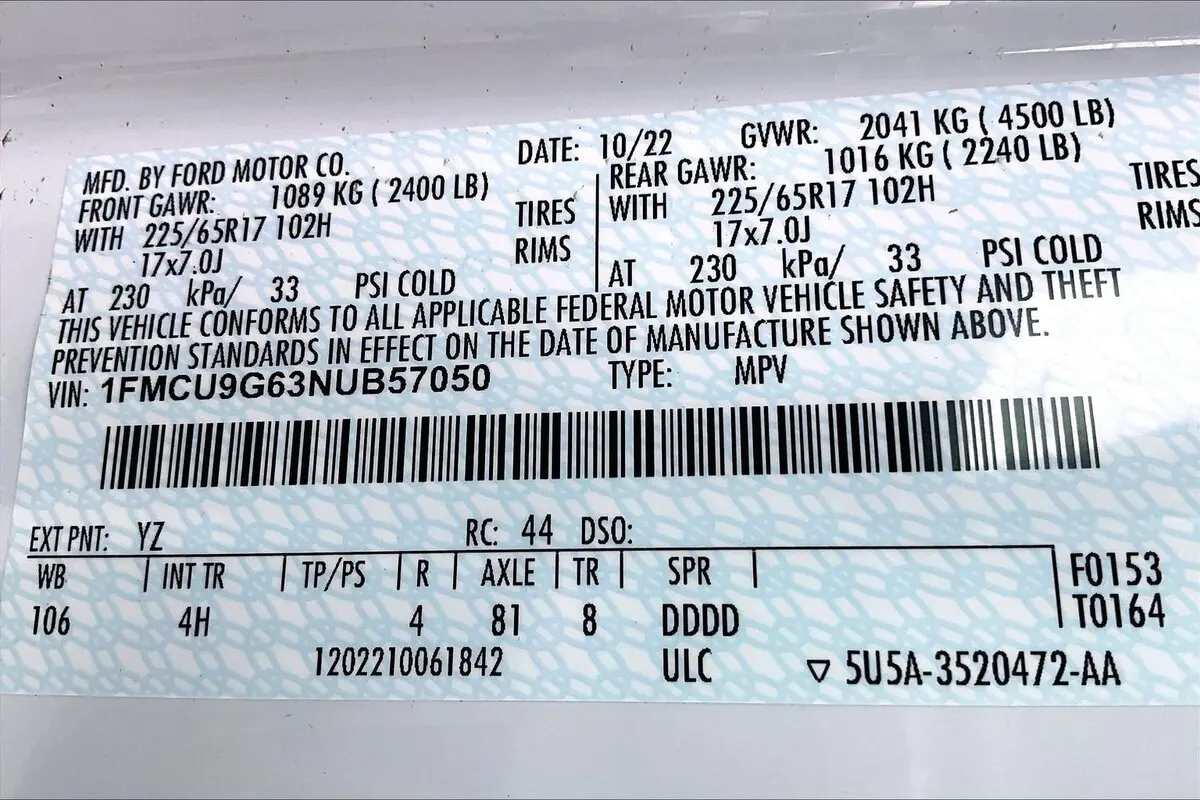 MFD. BY FORD MOTOR CO. DATE: 10/22 GVWR: 2041 KG ( 4500 LB)
FRONT GAWR: 1089 KG ( 2400 LB) REAR GAWR: 1016 KG ( 2240 LB)
WITH 225/65R17 102H TIRES WITH 225/65R17 102H TIRES
17x7.0J RIMS 17x7.0J RIMS
AT 230 kPa/ 33 PSI COLD AT 230 kPa/ 33 PSI COLD
THIS VEHICLE CONFORMS TO ALL APPLICABLE FEDERAL MOTOR VEHICLE SAFETY AND THEFT
PREVENTION STANDARDS IN EFFECT ON THE DATE OF MANUFACTURE SHOWN ABOVE.
VIN: 1FMCU9G63NUB57050 TYPE: MPV
EXT PNT: YZ RC: 44 DSO:
WB INT TR TP/PS R AXLE TR SPR F0153
106 4H 4 81 8 DDDD T0164
1202210061842 ULC ▽ 5U5A-3520472-AA